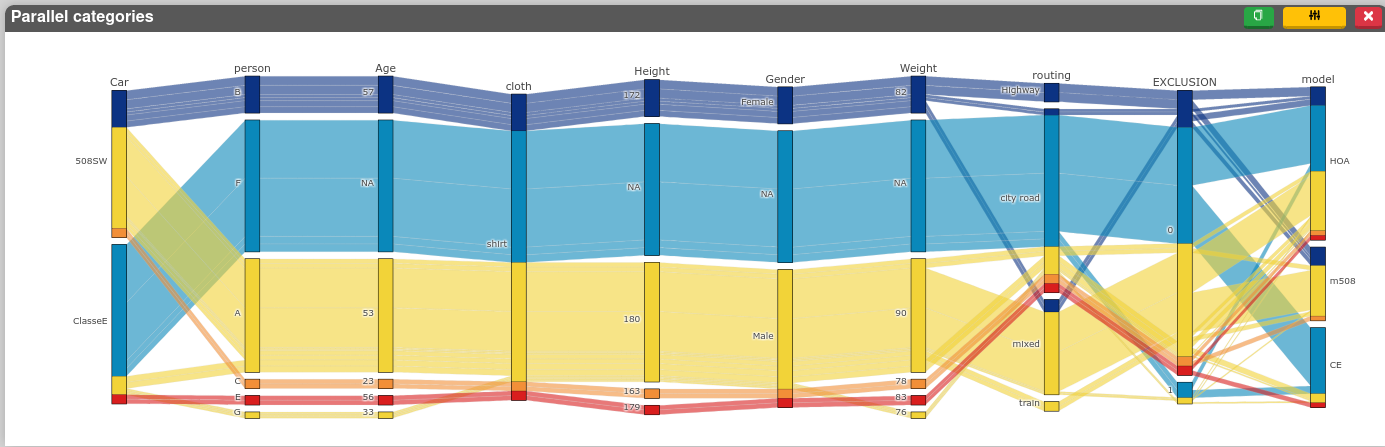 Parallel categories
Car
person
Age
cloth
Height
Gender
Weight
routing
EXCLUSION
model
508SW
ClasseE
B
F
A
C
E
G
57
NA
53
23
56
33
shirt
172
NA
180
163
179
Female
NA
Male
82
NA
90
78
83
76
Highway
city road
mixed
train
0
1
HOA
m508
CE